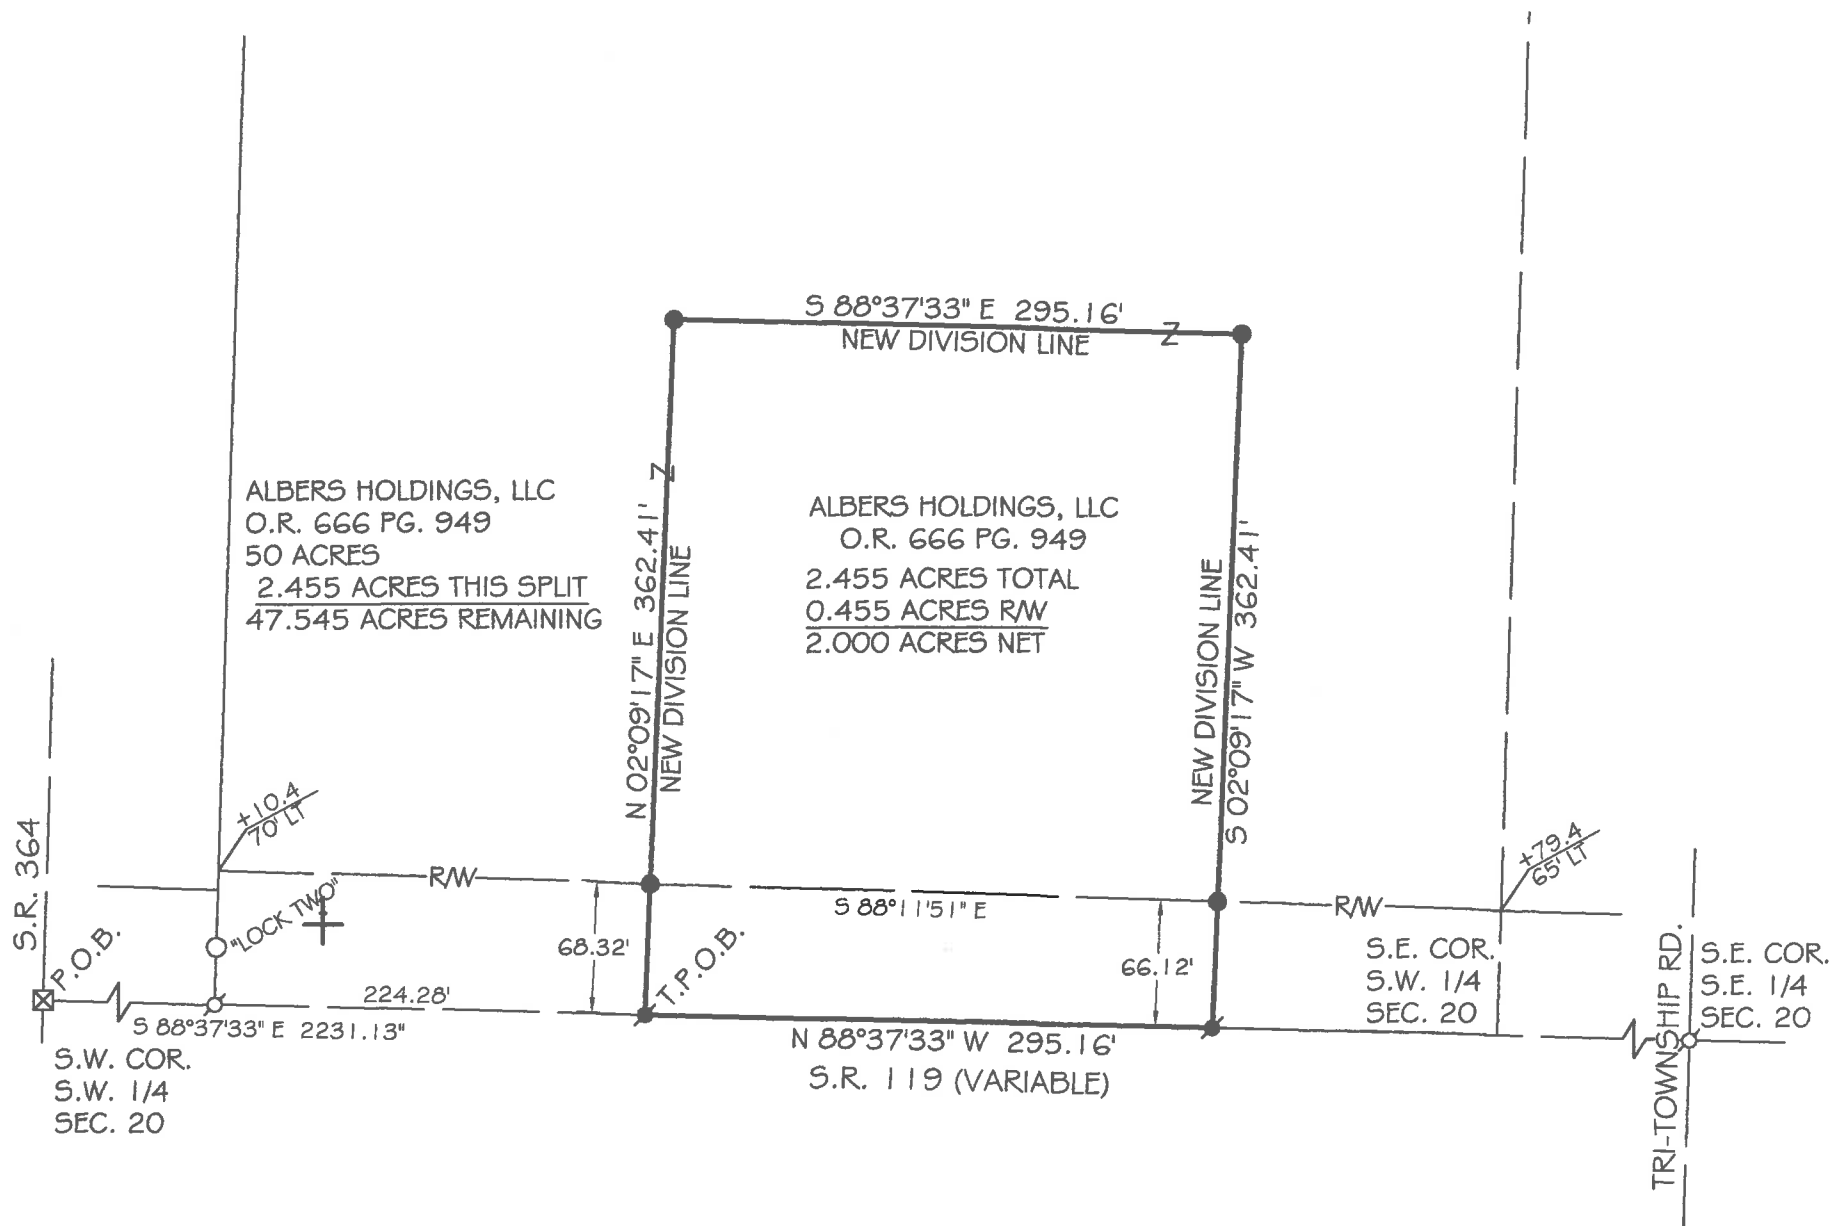 S 88°37'33" E 295.16'
NEW DIVISION LINE
Z
Z
N 02°09'17" E 362.41'
NEW DIVISION LINE
ALBERS HOLDINGS, LLC
O.R. 666 PG. 949
50 ACRES
2.455 ACRES THIS SPLIT
47.545 ACRES REMAINING
ALBERS HOLDINGS, LLC
O.R. 666 PG. 949
2.455 ACRES TOTAL
0.455 ACRES R/W
2.000 ACRES NET
NEW DIVISION LINE
S 02°09'17" W 362.41'
+10.4
70' LT
+79.4
65' LT
S.R. 364
R/W
S 88°11'51" E
R/W
"LOCK TWO"
P.O.B.
68.32'
T.P.O.B.
66.12'
224.28'
S 88°37'33" E 2231.13"
S.W. COR.
S.W. 1/4
SEC. 20
N 88°37'33" W 295.16'
S.R. 119 (VARIABLE)
S.E. COR.
S.W. 1/4
SEC. 20
TRI-TOWNSHIP RD.
S.E. COR.
S.E. 1/4
SEC. 20